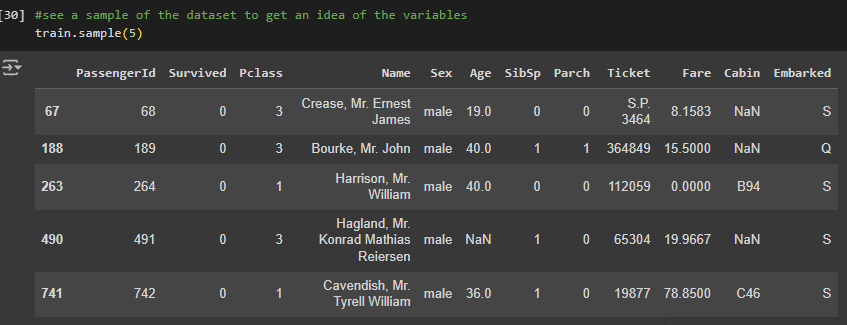 [30] #see a sample of the dataset to get an idea of the variables
train.sample(5)
PassengerId Survived Pclass Name Sex Age SibSp Parch Ticket Fare Cabin Embarked
67 68 0 3 Crease, Mr. Ernest James male 19.0 0 0 S.P. 3464 8.1583 NaN S
188 189 0 3 Bourke, Mr. John male 40.0 1 1 364849 15.5000 NaN Q
263 264 0 1 Harrison, Mr. William male 40.0 0 0 112059 0.0000 B94 S
490 491 0 3 Hagland, Mr. Konrad Mathias Reiersen male NaN 1 0 65304 19.9667 NaN S
741 742 0 1 Cavendish, Mr. Tyrell William male 36.0 1 0 19877 78.8500 C46 S